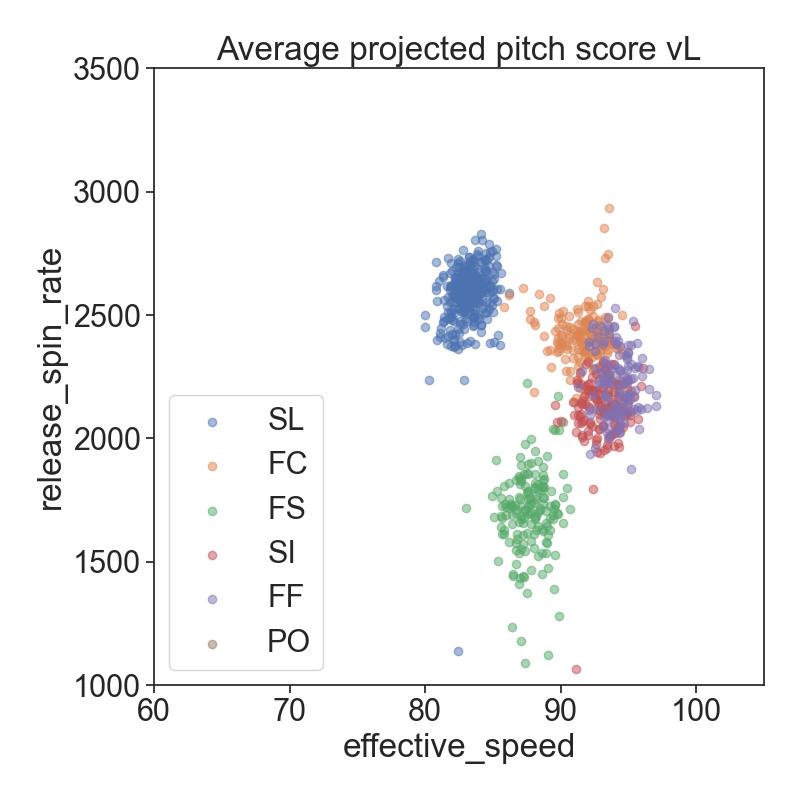 Average projected pitch score vL
3500
3000
2500
2000
1500
1000
release_spin_rate
SL
FC
FS
SI
FF
PO
60
70
80
90
100
effective_speed